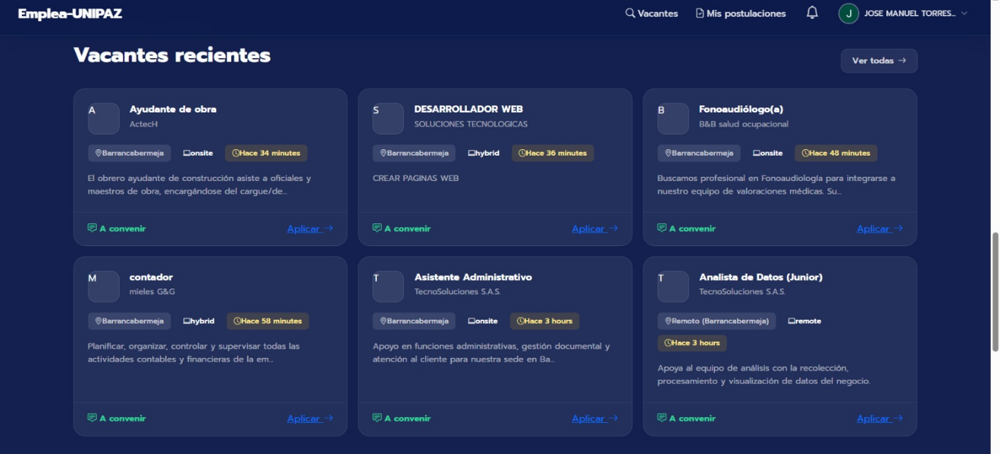 Emplea-UNIPAZ
Vacantes
Mis postulaciones
J
JOSE MANUEL TORRES...
Vacantes recientes
Ver todas →
A
Ayudante de obra
ActecH
Barrancabermeja
onsite
Hace 34 minutes
El obrero ayudante de construcción asiste a oficiales y
maestros de obra, encargándose del cargue/de...
A convenir
Aplicar →
S
DESARROLLADOR WEB
SOLUCIONES TECNOLOGICAS
Barrancabermeja
hybrid
Hace 36 minutes
CREAR PAGINAS WEB
A convenir
Aplicar →
B
Fonoaudiólogo(a)
B&B salud ocupacional
Barrancabermeja
onsite
Hace 48 minutes
Buscamos profesional en Fonoaudiología para integrarse a
nuestro equipo de valoraciones médicas. Su...
A convenir
Aplicar →
M
contador
mieles G&G
Barrancabermeja
hybrid
Hace 58 minutes
Planificar, organizar, controlar y supervisar todas las
actividades contables y financieras de la em...
A convenir
Aplicar →
T
Asistente Administrativo
TecnoSoluciones S.A.S.
Barrancabermeja
onsite
Hace 3 hours
Apoyo en funciones administrativas, gestión documental y
atención al cliente para nuestra sede en Ba...
A convenir
Aplicar →
T
Analista de Datos (Junior)
TecnoSoluciones S.A.S.
Remoto (Barrancabermeja)
remote
Hace 3 hours
Apoya al equipo de análisis con la recolección,
procesamiento y visualización de datos del negocio.
A convenir
Aplicar →